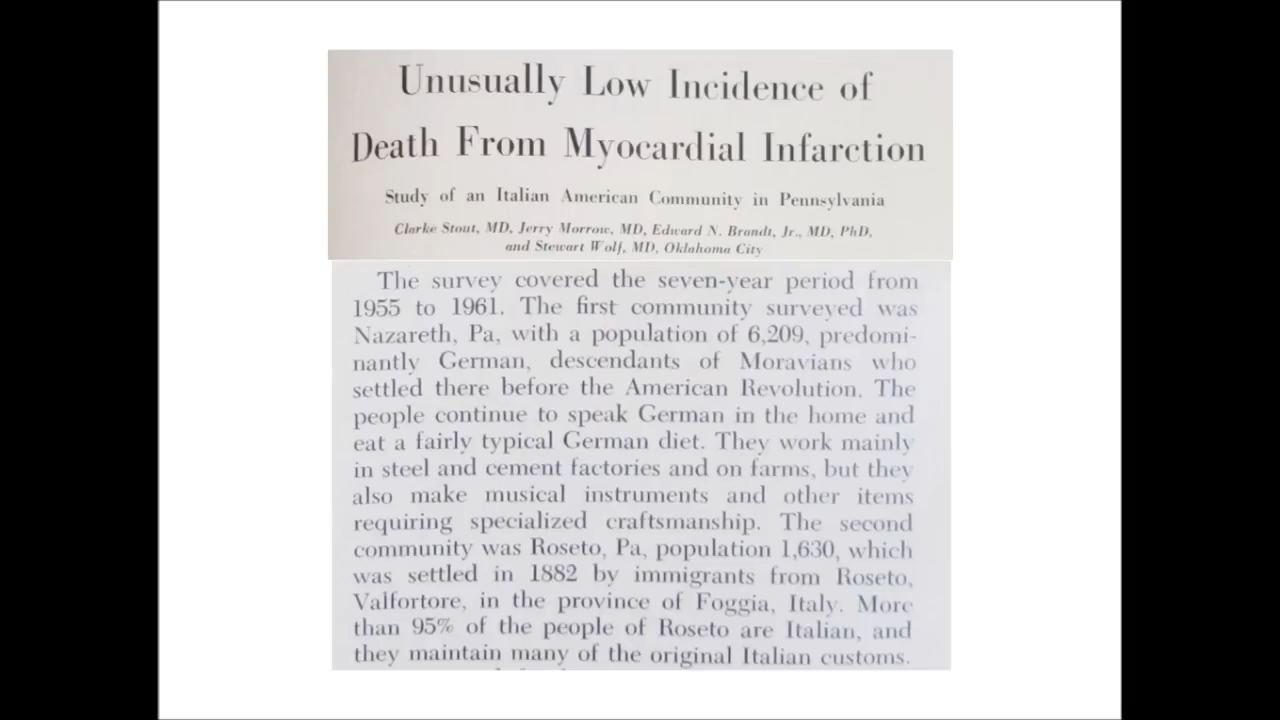 Unusually Low Incidence of
Death From Myocardial Infarction
Study of an Italian American Community in Pennsylvania
Clarke Stout, MD, Jerry Morrow, MD, Edward N. Brandt, Jr., MD, PhD,
and Stewart Wolf, MD, Oklahoma City
The survey covered the seven-year period from
1955 to 1961. The first community surveyed was
Nazareth, Pa, with a population of 6,209, predomi-
nantly German, descendants of Moravians who
settled there before the American Revolution. The
people continue to speak German in the home and
eat a fairly typical German diet. They work mainly
in steel and cement factories and on farms, but they
also make musical instruments and other items
requiring specialized craftsmanship. The second
community was Roseto, Pa, population 1,630, which
was settled in 1882 by immigrants from Roseto,
Valfortore, in the province of Foggia, Italy. More
than 95% of the people of Roseto are Italian, and
they maintain many of the original Italian customs.